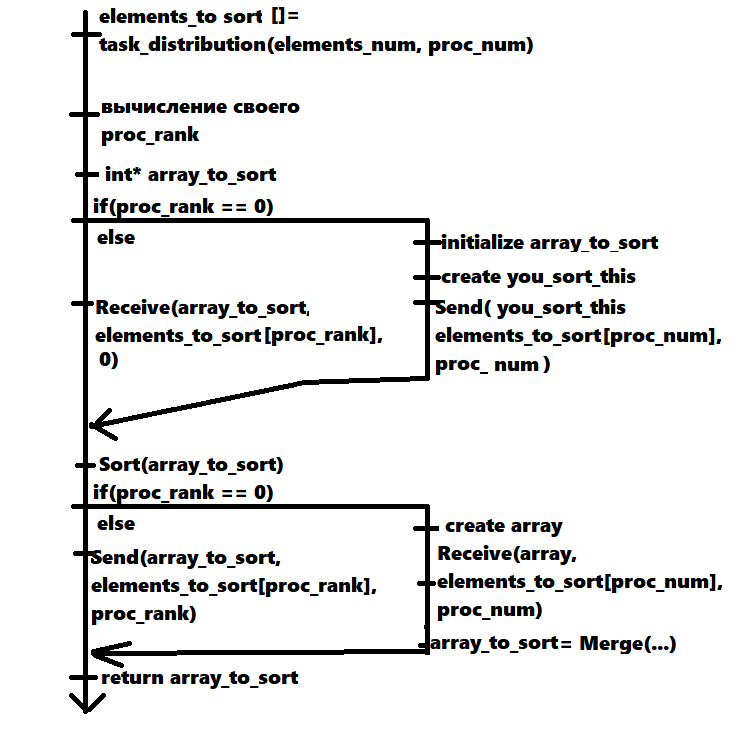 elements_to sort []=
task_distribution(elements_num, proc_num)
вычисление своего
proc_rank
int* array_to_sort
if(proc_rank == 0)
else
initialize array_to_sort
create you_sort_this
Receive(array_to_sort,
elements_to_sort[proc_rank],
0)
Send( you_sort_this
elements_to_sort[proc_num],
proc_ num )
Sort(array_to_sort)
if(proc_rank == 0)
else
create array
Send(array_to_sort,
elements_to_sort[proc_rank],
proc_rank)
Receive(array,
elements_to_sort[proc_num],
proc_num)
array_to_sort= Merge(...)
return array_to_sort